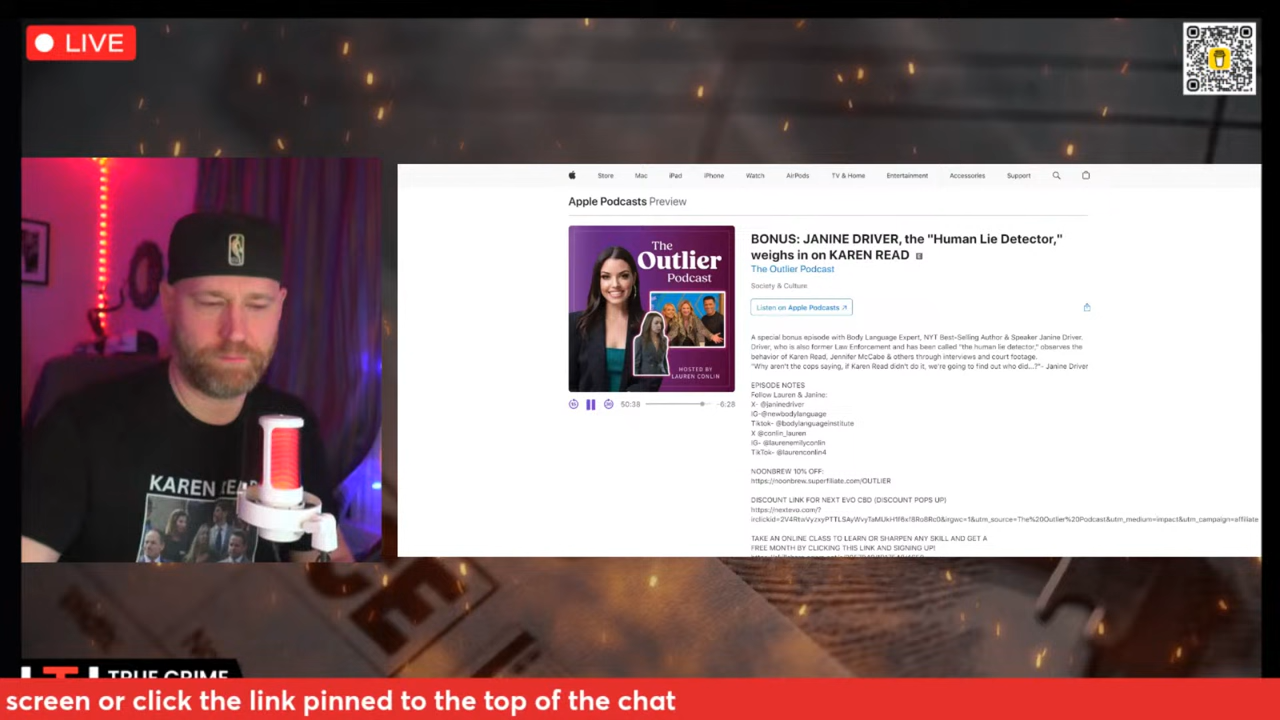 LIVE
Store Mac iPad iPhone Watch AirPods TV & Home Entertainment Accessories Support
Apple Podcasts Preview
The
Outlier
Podcast
HOSTED BY
LAUREN CONLIN
50:38
-6:28
BONUS: JANINE DRIVER, the "Human Lie Detector,"
weighs in on KAREN READ E
The Outlier Podcast
Society & Culture
Listen on Apple Podcasts ↗
A special bonus episode with Body Language Expert, NYT Best-Selling Author & Speaker Janine Driver.
Driver, who is also former Law Enforcement and has been called "the human lie detector," observes the
behavior of Karen Read, Jennifer McCabe & others through interviews and court footage.
"Why aren't the cops saying, if Karen Read didn't do it, we're going to find out who did...?"- Janine Driver
EPISODE NOTES
Follow Lauren & Janine:
X- @janinedriver
IG-@newbodylanguage
Tiktok- @bodylanguageinstitute
X @conlin_lauren
IG- @laurenemilyconlin
TikTok- @laurenconlin4
NOONBREW 10% OFF:
https://noonbrew.superfiliate.com/OUTLIER
DISCOUNT LINK FOR NEXT EVO CBD (DISCOUNT POPS UP)
https://nextevo.com/?
TAKE AN ONLINE CLASS TO LEARN OR SHARPEN ANY SKILL AND GET A
FREE MONTH BY CLICKING THIS LINK AND SIGNING UP!
KAREN READ
TRUE CRIME
screen or click the link pinned to the top of the chat